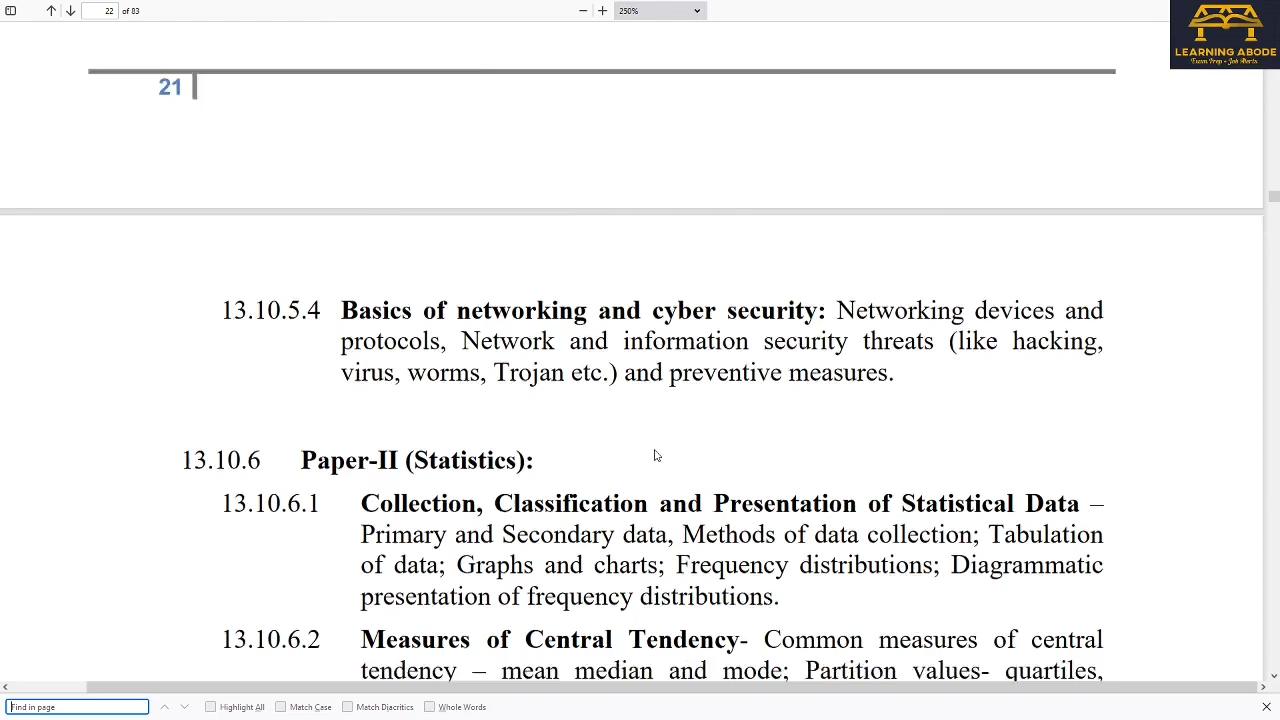 22 of 83
250%
LEARNING ABODE
Exam Prep • Job Alerts
21
13.10.5.4 Basics of networking and cyber security: Networking devices and
protocols, Network and information security threats (like hacking,
virus, worms, Trojan etc.) and preventive measures.
13.10.6 Paper-II (Statistics):
13.10.6.1 Collection, Classification and Presentation of Statistical Data –
Primary and Secondary data, Methods of data collection; Tabulation
of data; Graphs and charts; Frequency distributions; Diagrammatic
presentation of frequency distributions.
13.10.6.2 Measures of Central Tendency- Common measures of central
tendency – mean median and mode; Partition values- quartiles,
Find in page Highlight All Match Case Match Diacritics Whole Words